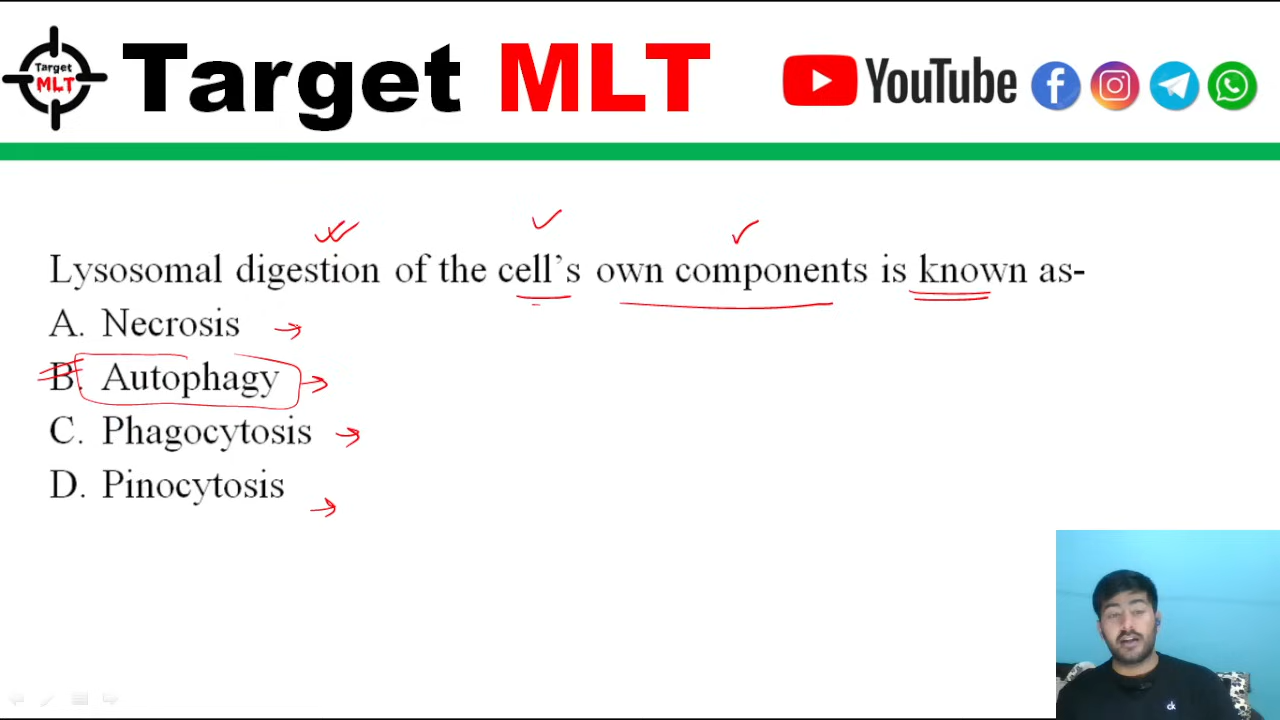 Target MLT
Target MLT
YouTube
Lysosomal digestion of the cell’s own components is known as-
A. Necrosis
B. Autophagy
C. Phagocytosis
D. Pinocytosis
ck